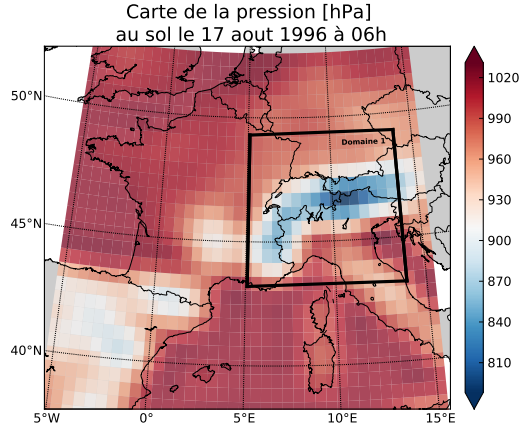 Carte de la pression [hPa]
au sol le 17 aout 1996 à 06h
50°N
45°N
40°N
5°W
0°
5°E
10°E
15°E
Domaine 1
1020
990
960
930
900
870
840
810